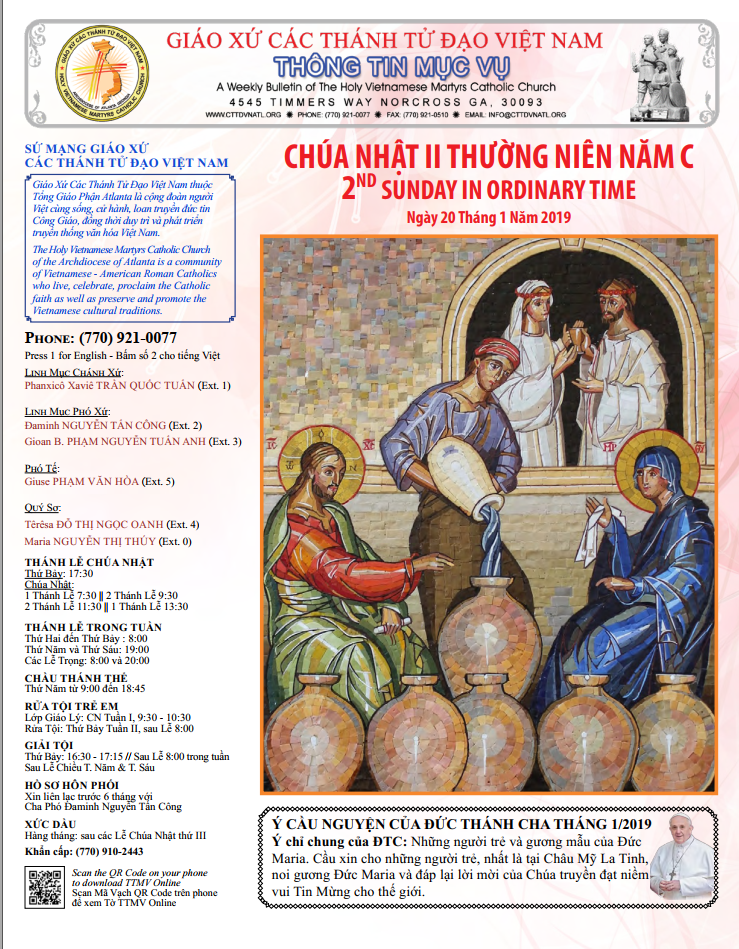 GIÁO XỨ CÁC THÁNH TỬ ĐẠO VIỆT NAM
HOLY VIETNAMESE MARTYRS CATHOLIC CHURCH
GIÁO XỨ CÁC THÁNH TỬ ĐẠO VIỆT NAM
THÔNG TIN MỤC VỤ
A Weekly Bulletin of The Holy Vietnamese Martyrs Catholic Church
4545 TIMMERS WAY NORCROSS GA, 30093
WWW.CTTDVNATL.ORG ✹ PHONE: (770) 921-0077 ✹ FAX: (770) 921-0510 ✹ EMAIL: INFO@CTTDVNATL.ORG
SỨ MẠNG GIÁO XỨ
CÁC THÁNH TỬ ĐẠO VIỆT NAM
Giáo Xứ Các Thánh Tử Đạo Việt Nam thuộc
Tổng Giáo Phận Atlanta là cộng đoàn người
Việt cùng sống, cử hành, loan truyền đức tin
Công Giáo, đồng thời duy trì và phát triển
truyền thống văn hóa Việt Nam.
The Holy Vietnamese Martyrs Catholic Church
of the Archdiocese of Atlanta is a community
of Vietnamese - American Roman Catholics
who live, celebrate, proclaim the Catholic
faith as well as preserve and promote the
Vietnamese cultural traditions.
PHONE: (770) 921-0077
Press 1 for English - Bấm số 2 cho tiếng Việt
LINH MỤC CHÁNH XỨ:
Phanxicô Xaviê TRẦN QUỐC TUẤN (Ext. 1)
LINH MỤC PHÓ XỨ:
Đaminh NGUYỄN TẤN CÔNG (Ext. 2)
Gioan B. PHẠM NGUYỄN TUẤN ANH (Ext. 3)
PHÓ TẾ:
Giuse PHẠM VĂN HÒA (Ext. 5)
QUÝ SƠ:
Têrêsa ĐỖ THỊ NGỌC OANH (Ext. 4)
Maria NGUYỄN THỊ THÚY (Ext. 0)
THÁNH LỄ CHÚA NHẬT
Thứ Bảy: 17:30
Chúa Nhật:
1 Thánh Lễ 7:30 || 2 Thánh Lễ 9:30
2 Thánh Lễ 11:30 || 1 Thánh Lễ 13:30
THÁNH LỄ TRONG TUẦN
Thứ Hai đến Thứ Bảy : 8:00
Thứ Năm và Thứ Sáu: 19:00
Các Lễ Trọng: 8:00 và 20:00
CHẦU THÁNH THỂ
Thứ Năm từ 9:00 đến 18:45
RỬA TỘI TRẺ EM
Lớp Giáo Lý: CN Tuần I, 9:30 - 10:30
Rửa Tội: Thứ Bảy Tuần II, sau Lễ 8:00
GIẢI TỘI
Thứ Bảy: 16:30 - 17:15 // Sau Lễ 8:00 trong tuần
Sau Lễ Chiều T. Năm & T. Sáu
HỒ SƠ HÔN PHỐI
Xin liên lạc trước 6 tháng với
Cha Phó Đaminh Nguyễn Tấn Công
XỨC DẦU
Hàng tháng: sau các Lễ Chúa Nhật thứ III
Khẩn cấp: (770) 910-2443
Scan the QR Code on your phone
to download TTMV Online
Scan Mã Vạch QR Code trên phone
để xem Tờ TTMV Online
CHÚA NHẬT II THƯỜNG NIÊN NĂM C
2ND SUNDAY IN ORDINARY TIME
Ngày 20 Tháng 1 Năm 2019
Ý CẦU NGUYỆN CỦA ĐỨC THÁNH CHA THÁNG 1/2019
Ý chỉ chung của ĐTC: Những người trẻ và gương mẫu của Đức
Maria. Cầu xin cho những người trẻ, nhất là tại Châu Mỹ La Tinh,
noi gương Đức Maria và đáp lại lời mời của Chúa truyền đạt niềm
vui Tin Mừng cho thế giới.